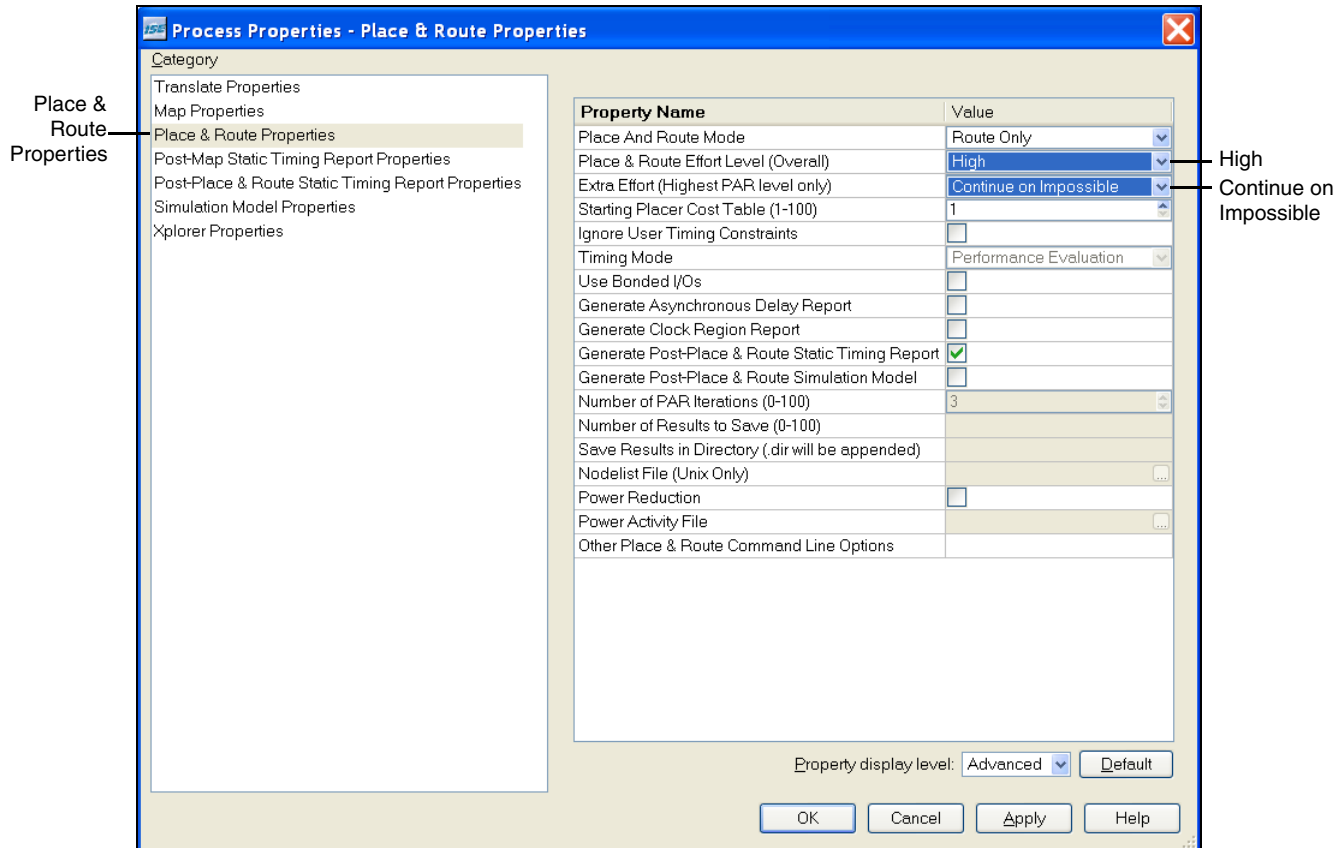 ISE Process Properties - Place & Route Properties
Category
Translate Properties
Map Properties
Place & Route Properties
Post-Map Static Timing Report Properties
Post-Place & Route Static Timing Report Properties
Simulation Model Properties
Xplorer Properties
Place &
Route
Properties
Property Name Value
Place And Route Mode Route Only
Place & Route Effort Level (Overall) High
Extra Effort (Highest PAR level only) Continue on Impossible
Starting Placer Cost Table (1-100) 1
Ignore User Timing Constraints
Timing Mode Performance Evaluation
Use Bonded I/Os
Generate Asynchronous Delay Report
Generate Clock Region Report
Generate Post-Place & Route Static Timing Report
Generate Post-Place & Route Simulation Model
Number of PAR Iterations (0-100) 3
Number of Results to Save (0-100)
Save Results in Directory (.dir will be appended)
Nodelist File (Unix Only) ...
Power Reduction
Power Activity File ...
Other Place & Route Command Line Options
High
Continue on
Impossible
Property display level: Advanced Default
OK Cancel Apply Help